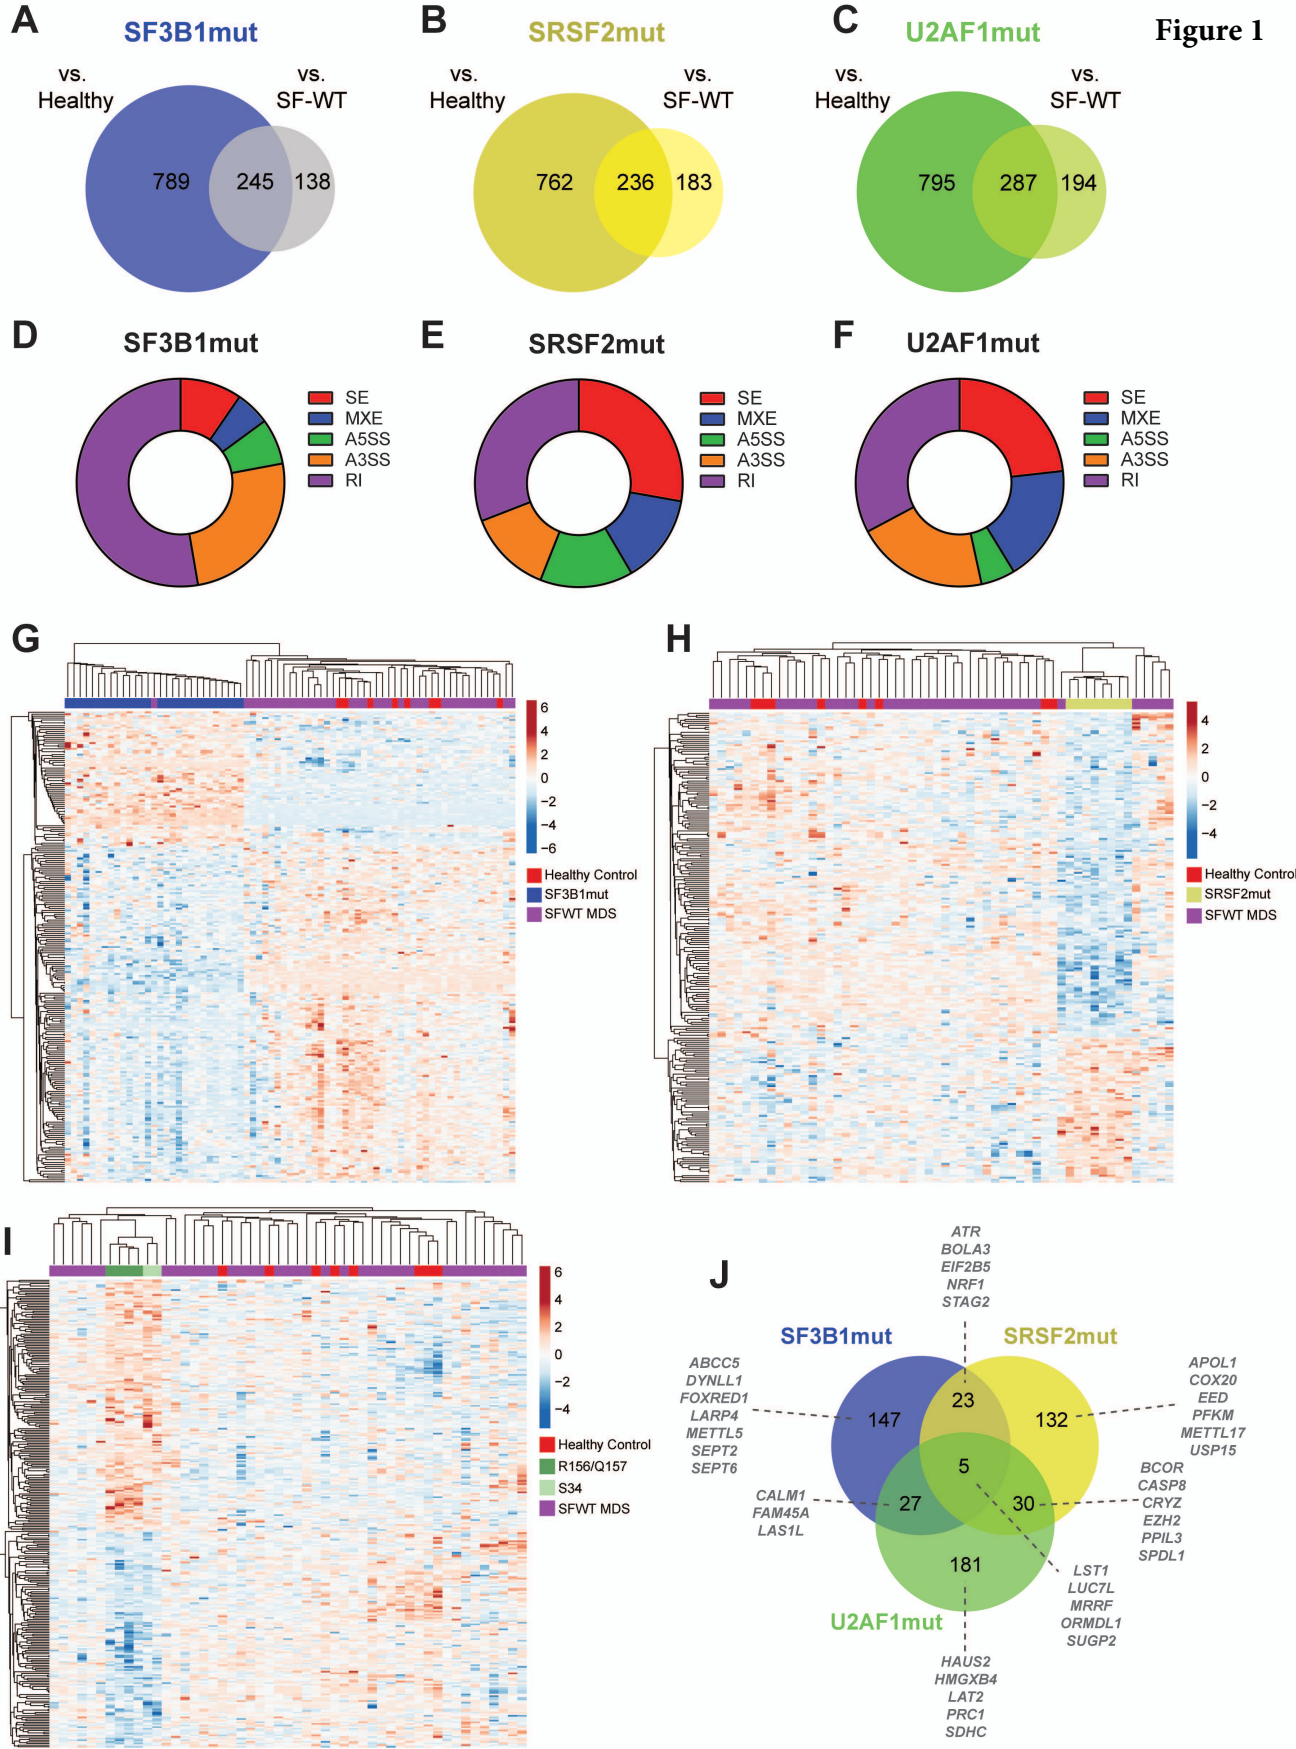 A
SF3B1mut
vs.
Healthy
vs.
SF-WT
789
245
138
B
SRSF2mut
vs.
Healthy
vs.
SF-WT
762
236
183
C
U2AF1mut
Figure 1
vs.
Healthy
vs.
SF-WT
795
287
194
D
SF3B1mut
SE
MXE
A5SS
A3SS
RI
E
SRSF2mut
SE
MXE
A5SS
A3SS
RI
F
U2AF1mut
SE
MXE
A5SS
A3SS
RI
G
6
4
2
0
−2
−4
−6
Healthy Control
SF3B1mut
SFWT MDS
H
4
2
0
−2
−4
Healthy Control
SRSF2mut
SFWT MDS
I
6
4
2
0
−2
−4
Healthy Control
R156/Q157
S34
SFWT MDS
J
ATR
BOLA3
EIF2B5
NRF1
STAG2
SF3B1mut
SRSF2mut
ABCC5
DYNLL1
FOXRED1
LARP4
METTL5
SEPT2
SEPT6
147
23
132
APOL1
COX20
EED
PFKM
METTL17
USP15
5
CALM1
FAM45A
LAS1L
27
30
BCOR
CASP8
CRYZ
EZH2
PPIL3
SPDL1
181
LST1
LUC7L
MRRF
ORMDL1
SUGP2
U2AF1mut
HAUS2
HMGXB4
LAT2
PRC1
SDHC